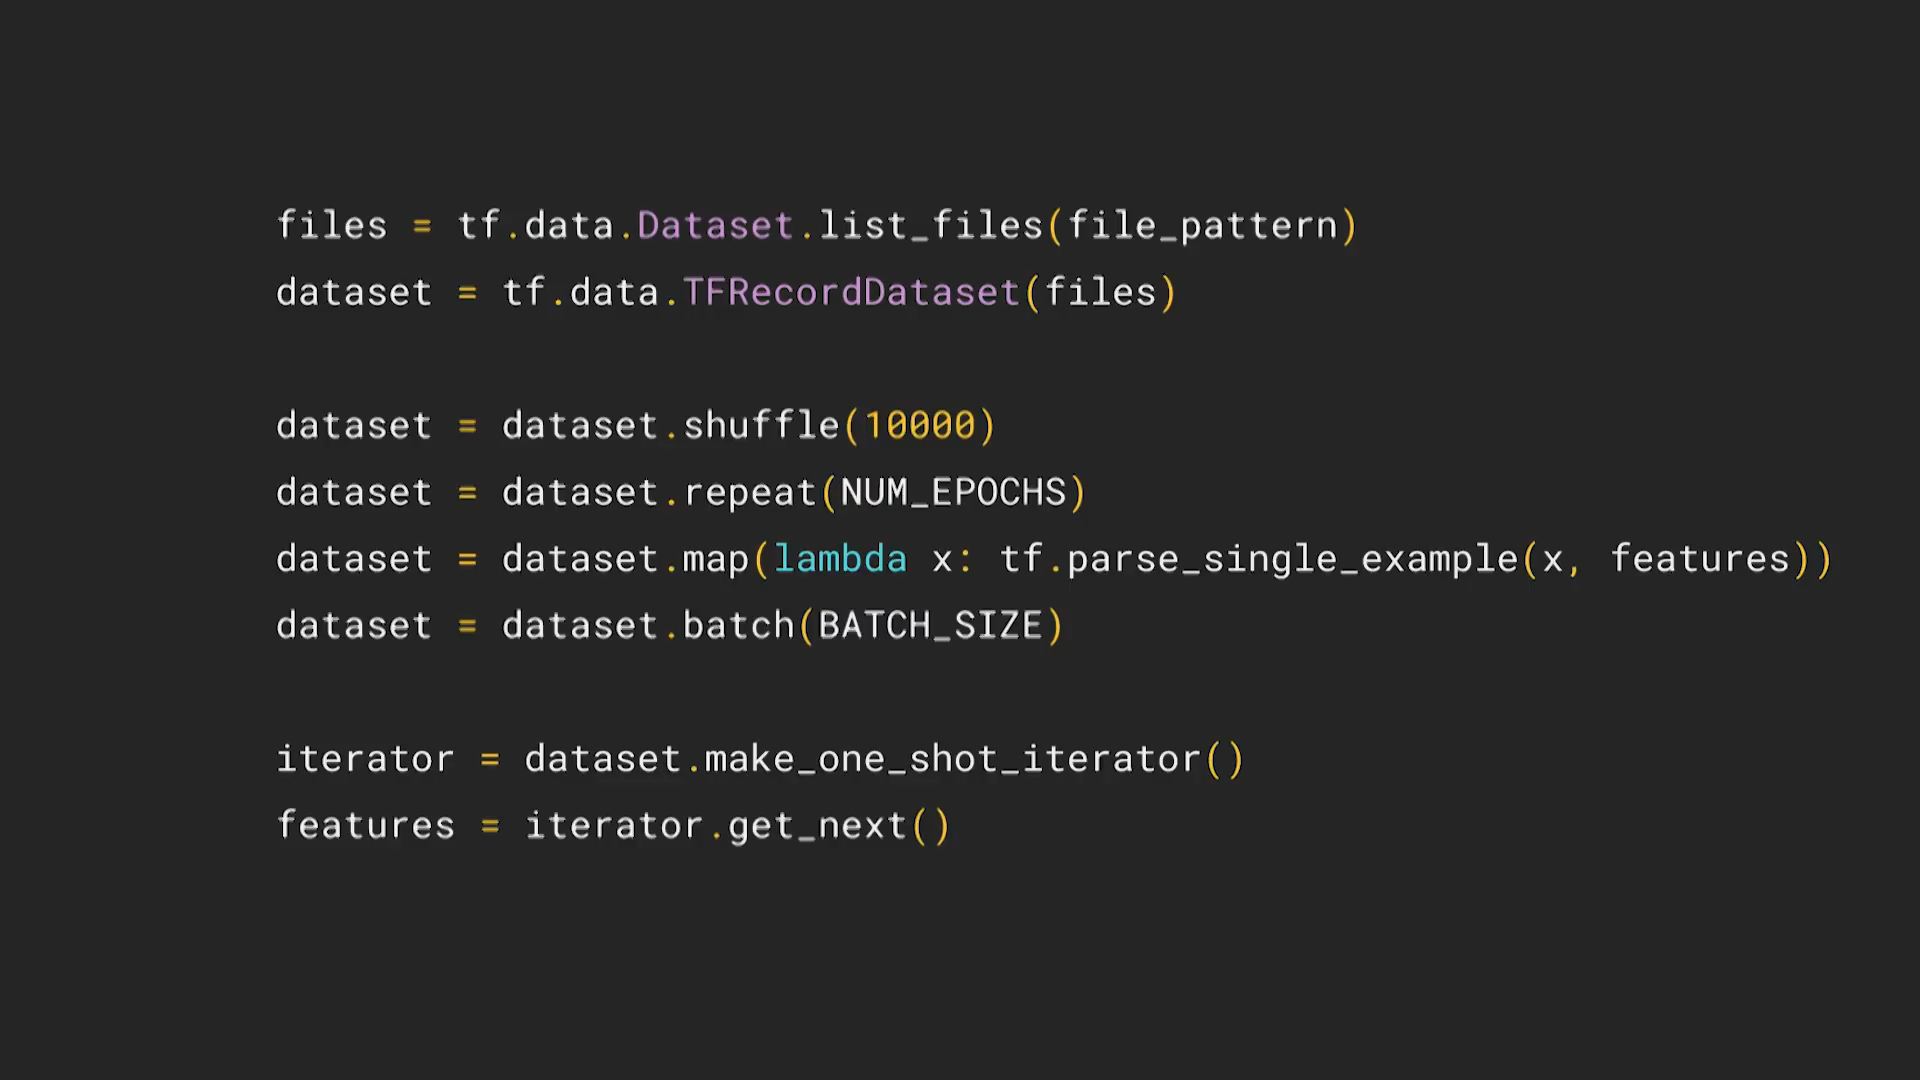 files = tf.data.Dataset.list_files(file_pattern)
dataset = tf.data.TFRecordDataset(files)
dataset = dataset.shuffle(10000)
dataset = dataset.repeat(NUM_EPOCHS)
dataset = dataset.map(lambda x: tf.parse_single_example(x, features))
dataset = dataset.batch(BATCH_SIZE)
iterator = dataset.make_one_shot_iterator()
features = iterator.get_next()